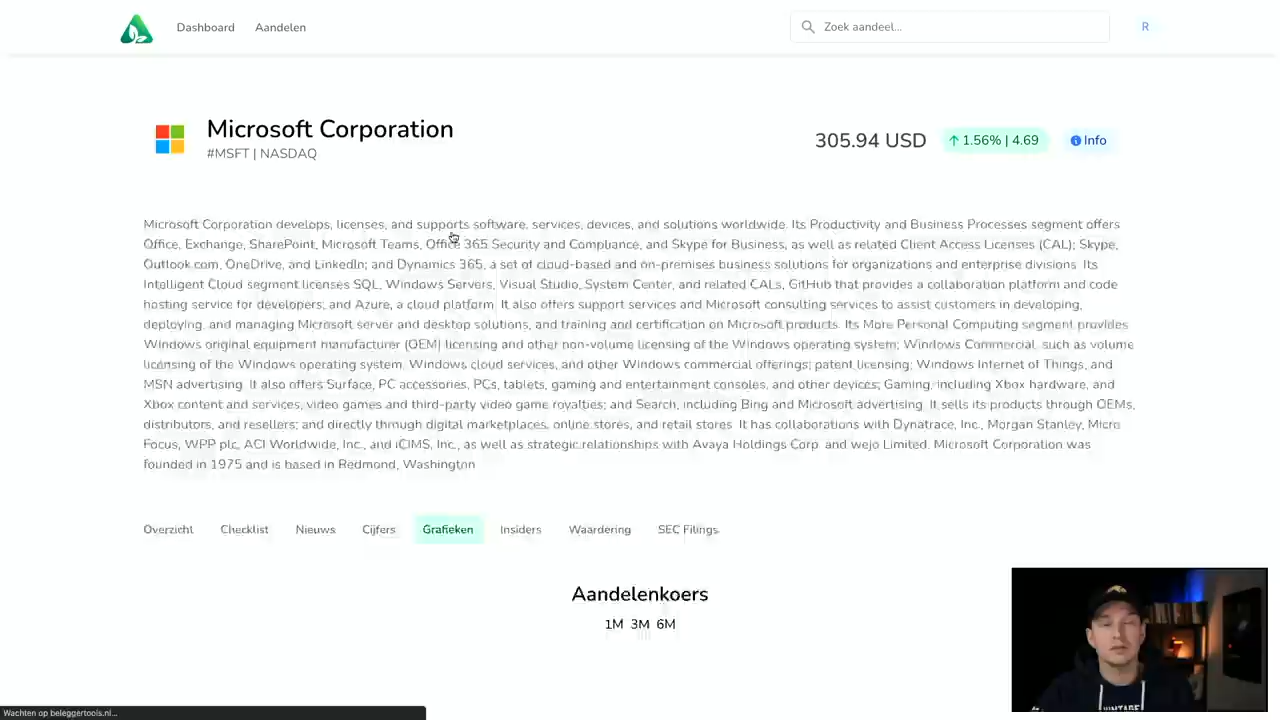 Dashboard Aandelen Zoek aandeel... R
Microsoft Corporation
#MSFT | NASDAQ
305.94 USD 1.56% | 4.69 Info
Microsoft Corporation develops, licenses, and supports software, services, devices, and solutions worldwide. Its Productivity and Business Processes segment offers
Office, Exchange, SharePoint, Microsoft Teams, Office 365 Security and Compliance, and Skype for Business, as well as related Client Access Licenses (CAL); Skype,
Outlook.com, OneDrive, and LinkedIn; and Dynamics 365, a set of cloud-based and on-premises business solutions for organizations and enterprise divisions. Its
Intelligent Cloud segment licenses SQL, Windows Servers, Visual Studio, System Center, and related CALs, GitHub that provides a collaboration platform and code
hosting service for developers, and Azure, a cloud platform. It also offers support services and Microsoft consulting services to assist customers in developing,
deploying, and managing Microsoft server and desktop solutions, and training and certification on Microsoft products. Its More Personal Computing segment provides
Windows original equipment manufacturer (OEM) licensing and other non-volume licensing of the Windows operating system; Windows Commercial, such as volume
licensing of the Windows operating system, Windows cloud services, and other Windows commercial offerings; patent licensing; Windows Internet of Things; and
MSN advertising. It also offers Surface, PC accessories, PCs, tablets, gaming and entertainment consoles, and other devices; Gaming, including Xbox hardware, and
Xbox content and services; video games and third-party video game royalties; and Search, including Bing and Microsoft advertising. It sells its products through OEMs,
distributors, and resellers; and directly through digital marketplaces, online stores, and retail stores. It has collaborations with Dynatrace, Inc., Morgan Stanley, Micro
Focus, WPP plc, ACI Worldwide, Inc., and iCIMS, Inc., as well as strategic relationships with Avaya Holdings Corp. and wejo Limited. Microsoft Corporation was
founded in 1975 and is based in Redmond, Washington.
Overzicht Checklist Nieuws Cijfers Grafieken Insiders Waardering SEC Filings
Aandelenkoers
1M 3M 6M
VINTAGE
Wachten op beleggertools.nl...